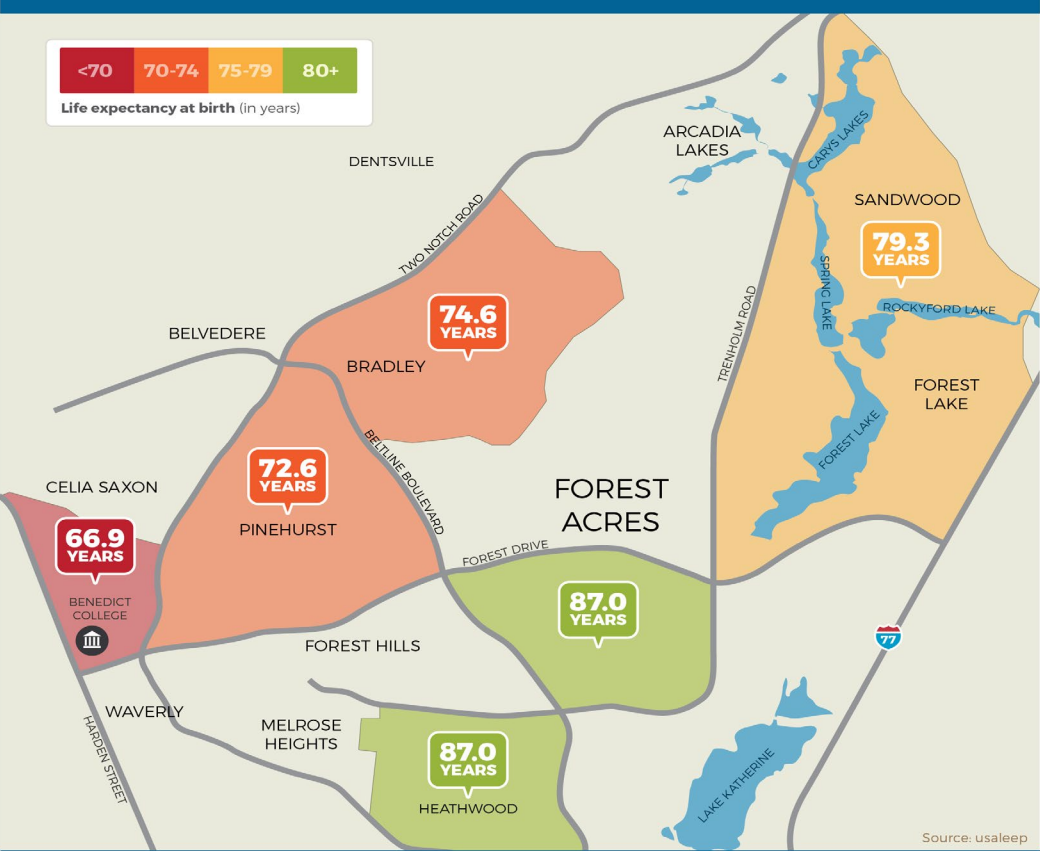 <70
70-74
75-79
80+
Life expectancy at birth (in years)
DENTSVILLE
ARCADIA
LAKES
CARYS LAKES
SANDWOOD
79.3
YEARS
TWO NOTCH ROAD
SPRING LAKE
ROCKYFORD LAKE
TRENHOLM ROAD
74.6
YEARS
BELVEDERE
BRADLEY
FOREST
LAKE
FOREST LAKE
BELTLINE BOULEVARD
72.6
YEARS
PINEHURST
CELIA SAXON
66.9
YEARS
BENEDICT
COLLEGE
FOREST
ACRES
FOREST DRIVE
87.0
YEARS
FOREST HILLS
77
WAVERLY
HARDEN STREET
MELROSE
HEIGHTS
87.0
YEARS
HEATHWOOD
LAKE KATHERINE
Source: usaleep